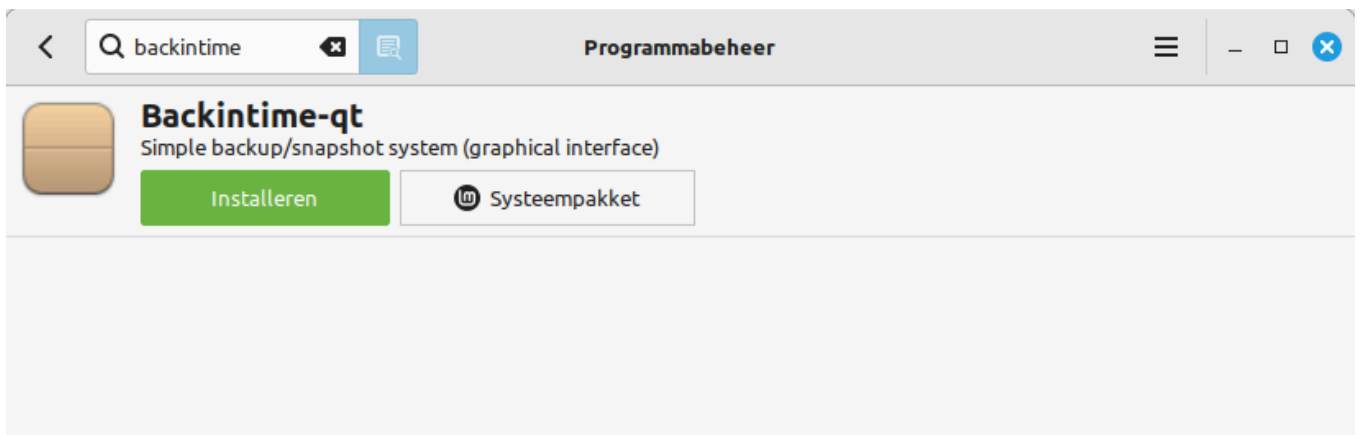 backintime
Programmabeheer
Backintime-qt
Simple backup/snapshot system (graphical interface)
Installeren
Systeempakket